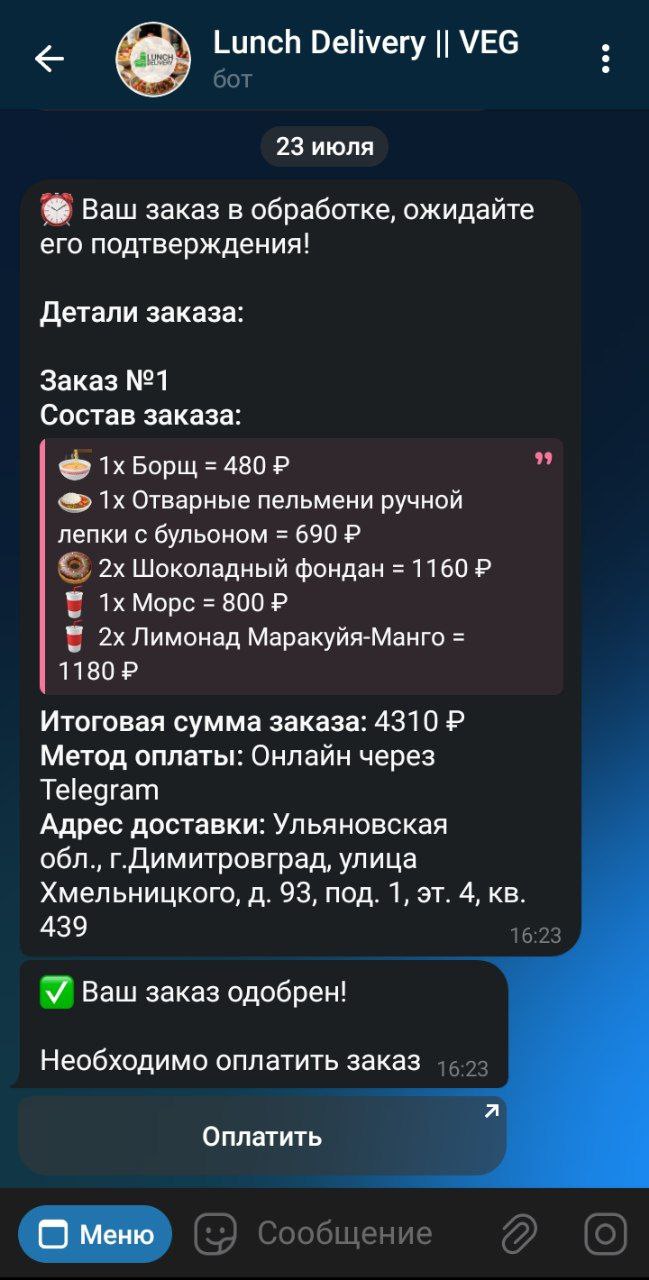 Lunch Delivery || VEG
бот
LUNCH
DELIVERY
23 июля
⏰ Ваш заказ в обработке, ожидайте
его подтверждения!
Детали заказа:
Заказ №1
Состав заказа:
🍜 1x Борщ = 480 ₽
🍛 1x Отварные пельмени ручной
лепки с бульоном = 690 ₽
🍩 2x Шоколадный фондан = 1160 ₽
🥤 1x Морс = 800 ₽
🥤 2x Лимонад Маракуйя-Манго =
1180 ₽
Итоговая сумма заказа: 4310 ₽
Метод оплаты: Онлайн через
Telegram
Адрес доставки: Ульяновская
обл., г.Димитровград, улица
Хмельницкого, д. 93, под. 1, эт. 4, кв.
439
16:23
✅ Ваш заказ одобрен!
Необходимо оплатить заказ 16:23
Оплатить
Меню
Сообщение